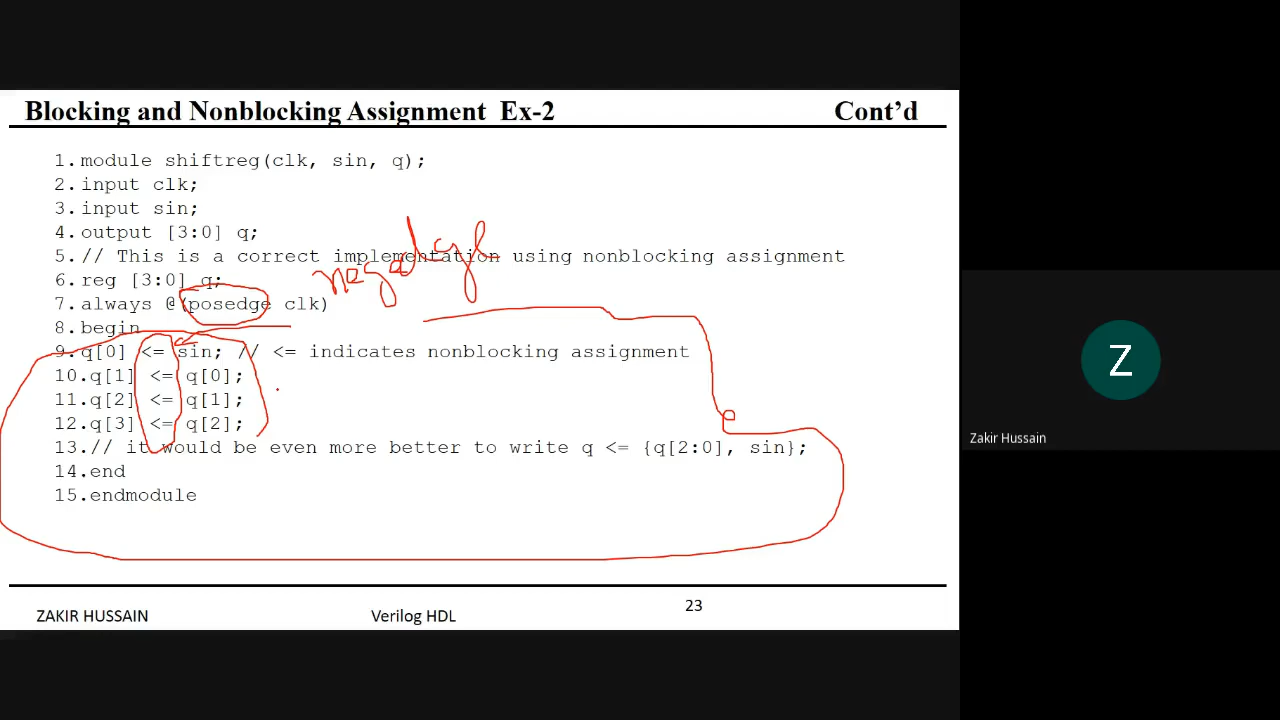 Blocking and Nonblocking Assignment Ex-2 Cont’d
1. module shiftreg(clk, sin, q);
2. input clk;
3. input sin;
4. output [3:0] q;
5. // This is a correct implementation using nonblocking assignment
negedge
6. reg [3:0] q;
7. always @(posedge clk)
8. begin
9. q[0] <= sin; // <= indicates nonblocking assignment
10. q[1] <= q[0];
11. q[2] <= q[1];
12. q[3] <= q[2];
13. // it would be even more better to write q <= {q[2:0], sin};
14. end
15. endmodule
ZAKIR HUSSAIN Verilog HDL 23
Z
Zakir Hussain